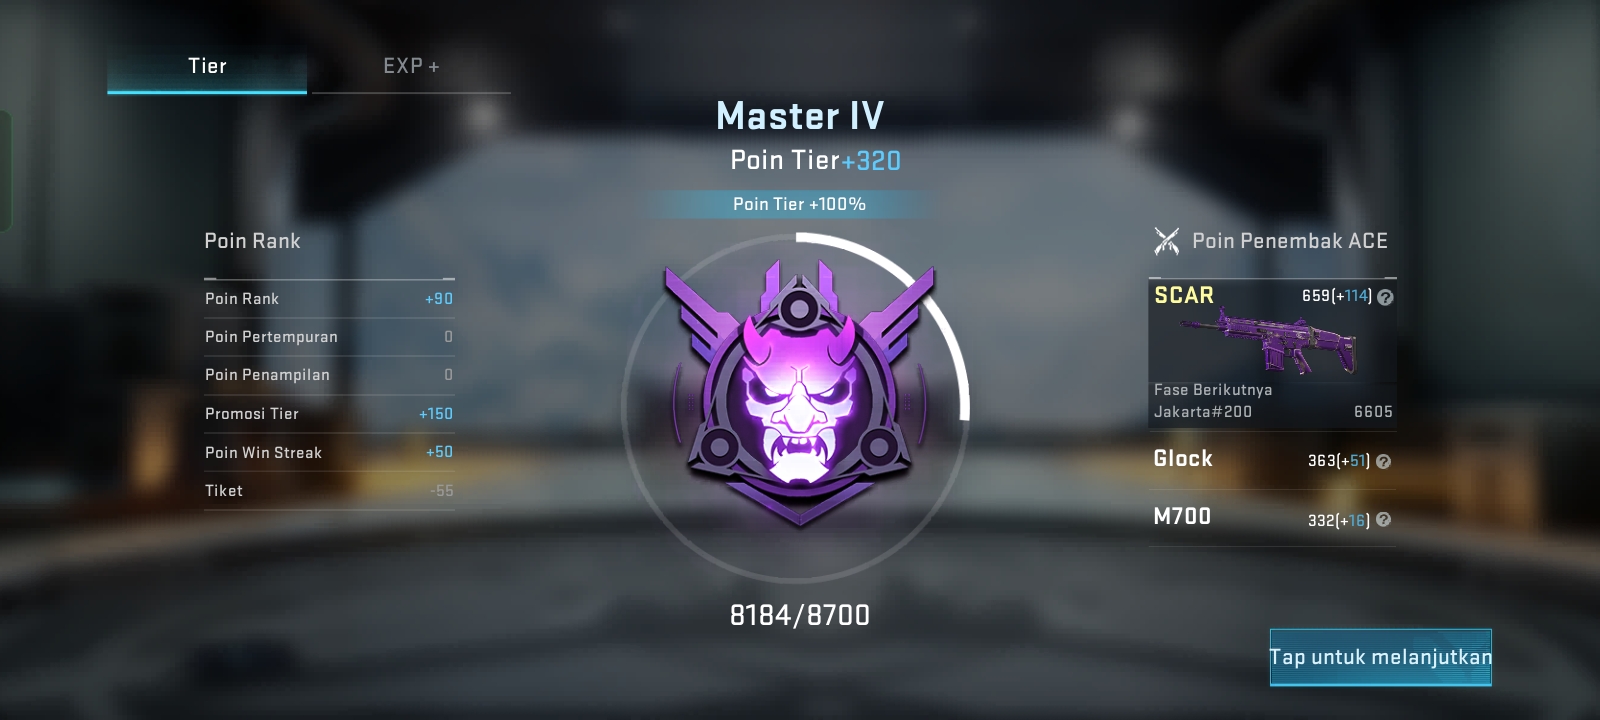 Tier
EXP +
Master IV
Poin Tier+320
Poin Tier +100%
Poin Rank
Poin Rank +90
Poin Pertempuran 0
Poin Penampilan 0
Promosi Tier +150
Poin Win Streak +50
Tiket -55
8184/8700
Poin Penembak ACE
SCAR 659(+114) ?
Fase Berikutnya
Jakarta#200 6605
Glock 363(+51) ?
M700 332(+16) ?
Tap untuk melanjutkan